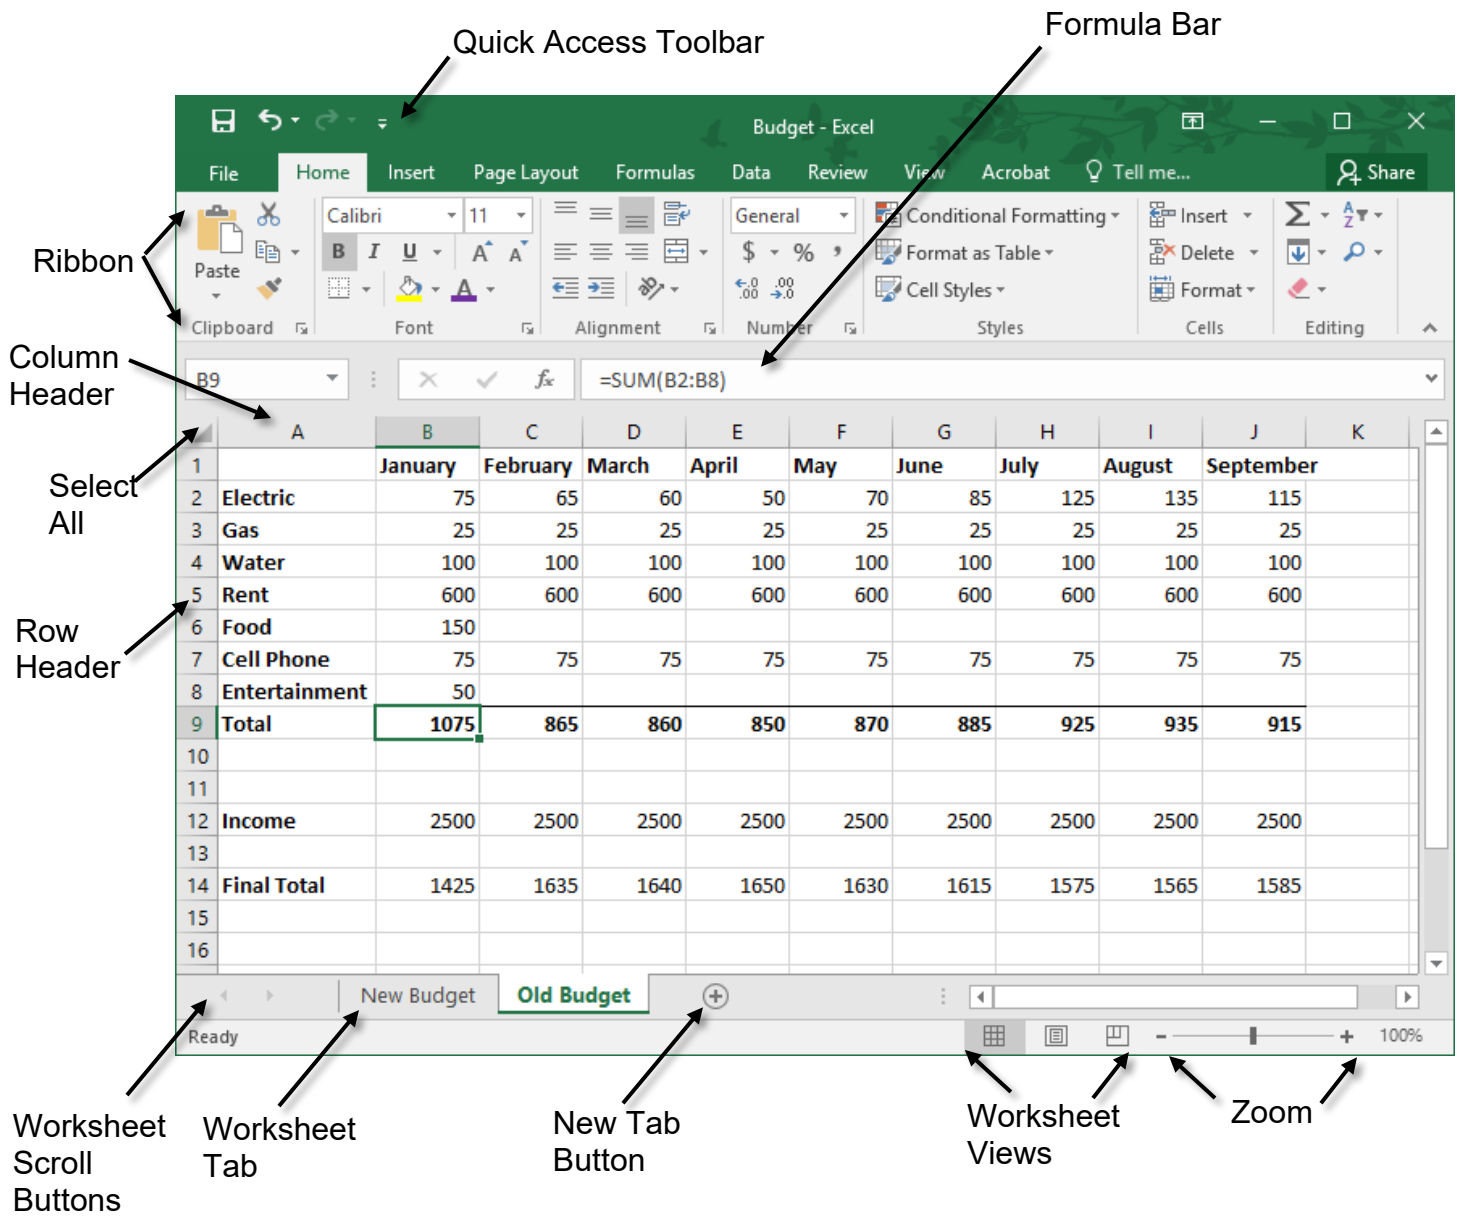 Quick Access Toolbar
Formula Bar
Budget - Excel
File Home Insert Page Layout Formulas Data Review View Acrobat Tell me... Share
Ribbon
Paste
Calibri 11
General
Conditional Formatting
Insert
B I U A A
$ % ,
Format as Table
Delete
A
Cell Styles
Format
Clipboard Font Alignment Number Styles Cells Editing
Column
Header
B9 fx =SUM(B2:B8)
A B C D E F G H I J K
Select
All
1 January February March April May June July August September
2 Electric 75 65 60 50 70 85 125 135 115
3 Gas 25 25 25 25 25 25 25 25 25
4 Water 100 100 100 100 100 100 100 100 100
5 Rent 600 600 600 600 600 600 600 600 600
Row
Header
6 Food 150
7 Cell Phone 75 75 75 75 75 75 75 75 75
8 Entertainment 50
9 Total 1075 865 860 850 870 885 925 935 915
10
11
12 Income 2500 2500 2500 2500 2500 2500 2500 2500 2500
13
14 Final Total 1425 1635 1640 1650 1630 1615 1575 1565 1585
15
16
New Budget Old Budget
Ready 100%
Worksheet
Scroll
Buttons
Worksheet
Tab
New Tab
Button
Worksheet
Views
Zoom